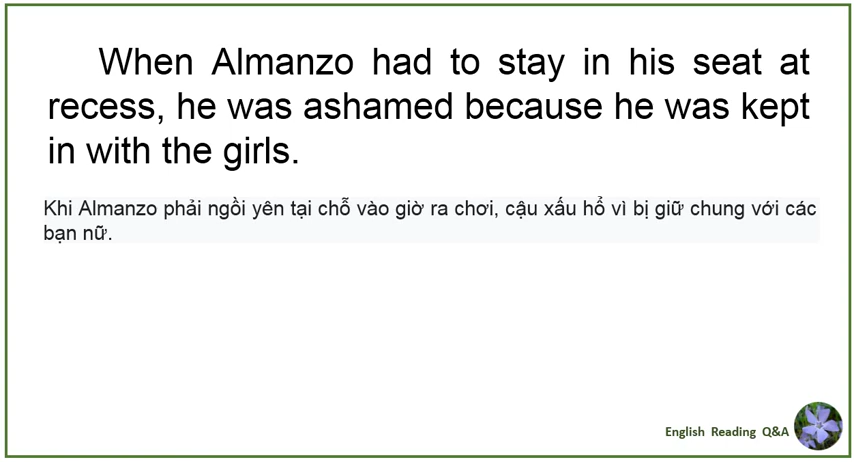 When Almanzo had to stay in his seat at
recess, he was ashamed because he was kept
in with the girls.
Khi Almanzo phải ngồi yên tại chỗ vào giờ ra chơi, cậu xấu hổ vì bị giữ chung với các
bạn nữ.
English Reading Q&A